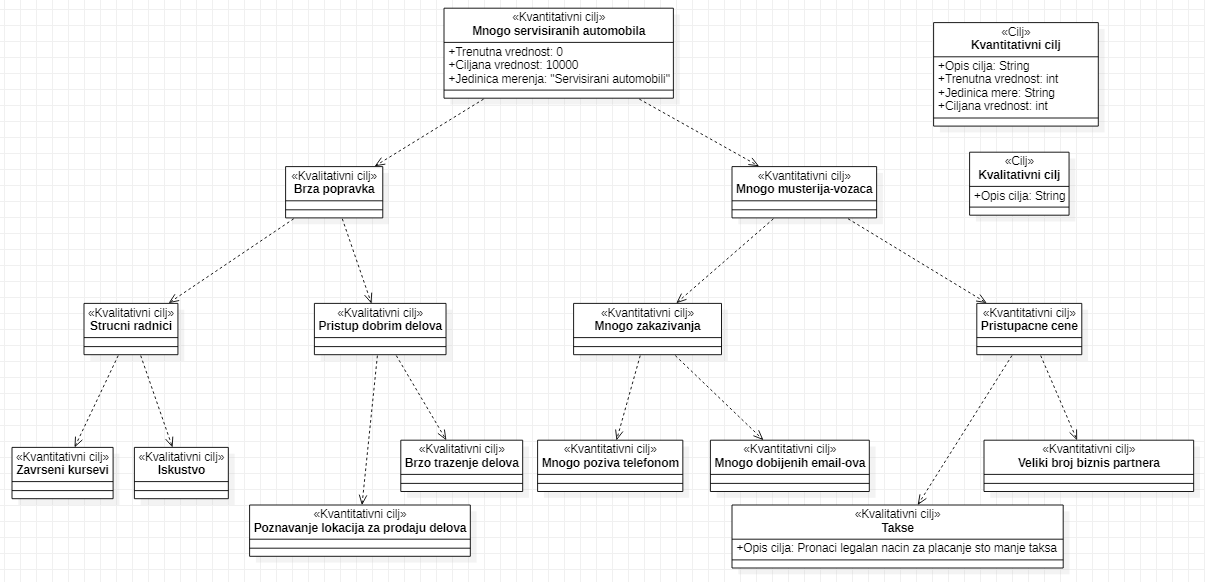 «Kvantitativni cilj»
Mnogo servisiranih automobila
+Trenutna vrednost: 0
+Ciljana vrednost: 10000
+Jedinica merenja: "Servisirani automobili"
«Cilj»
Kvantitativni cilj
+Opis cilja: String
+Trenutna vrednost: int
+Jedinica mere: String
+Ciljana vrednost: int
«Cilj»
Kvalitativni cilj
+Opis cilja: String
«Kvalitativni cilj»
Brza popravka
«Kvantitativni cilj»
Mnogo musterija-vozaca
«Kvalitativni cilj»
Strucni radnici
«Kvalitativni cilj»
Pristup dobrim delova
«Kvantitativni cilj»
Mnogo zakazivanja
«Kvantitativni cilj»
Pristupacne cene
«Kvantitativni cilj»
Zavrseni kursevi
«Kvalitativni cilj»
Iskustvo
«Kvalitativni cilj»
Brzo trazenje delova
«Kvantitativni cilj»
Mnogo poziva telefonom
«Kvantitativni cilj»
Mnogo dobijenih email-ova
«Kvantitativni cilj»
Veliki broj biznis partnera
«Kvantitativni cilj»
Poznavanje lokacija za prodaju delova
«Kvalitativni cilj»
Takse
+Opis cilja: Pronaci legalan nacin za placanje sto manje taksa